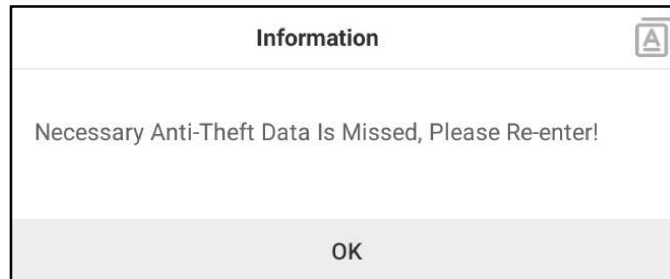 Information
A
Necessary Anti-Theft Data Is Missed, Please Re-enter!
OK